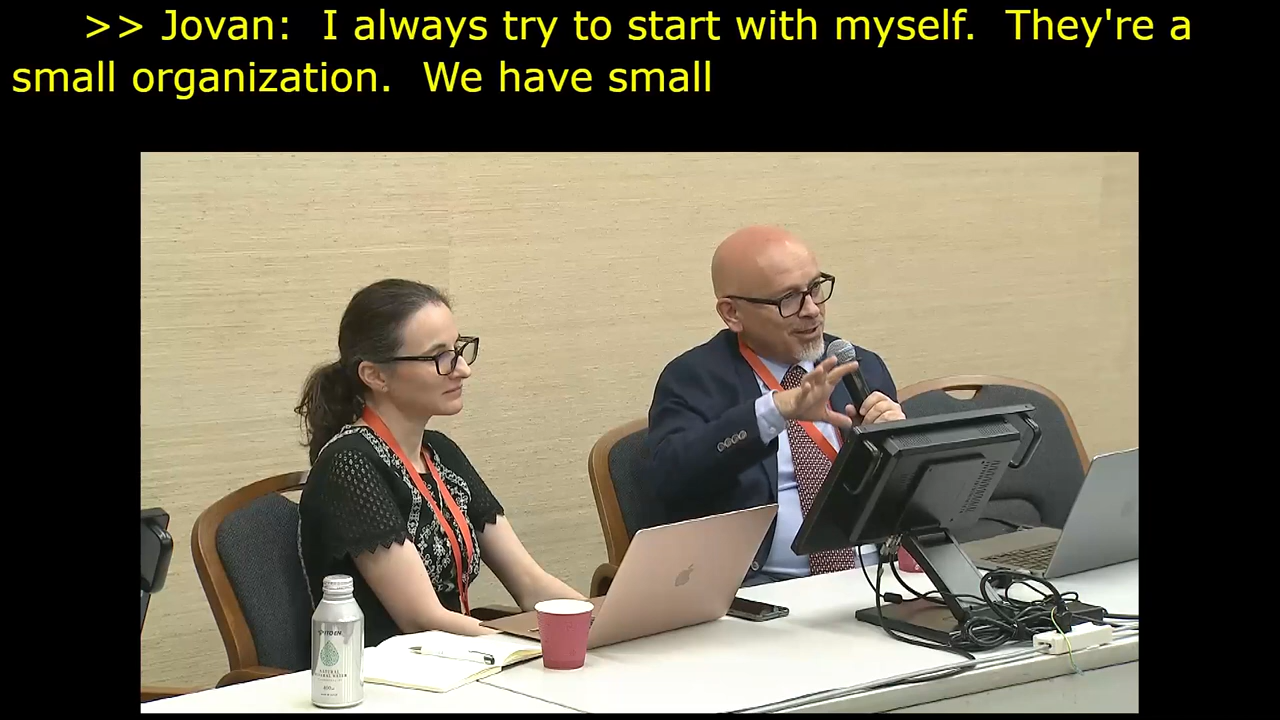 >> Jovan:  I always try to start with myself.  They're a
small organization.  We have small